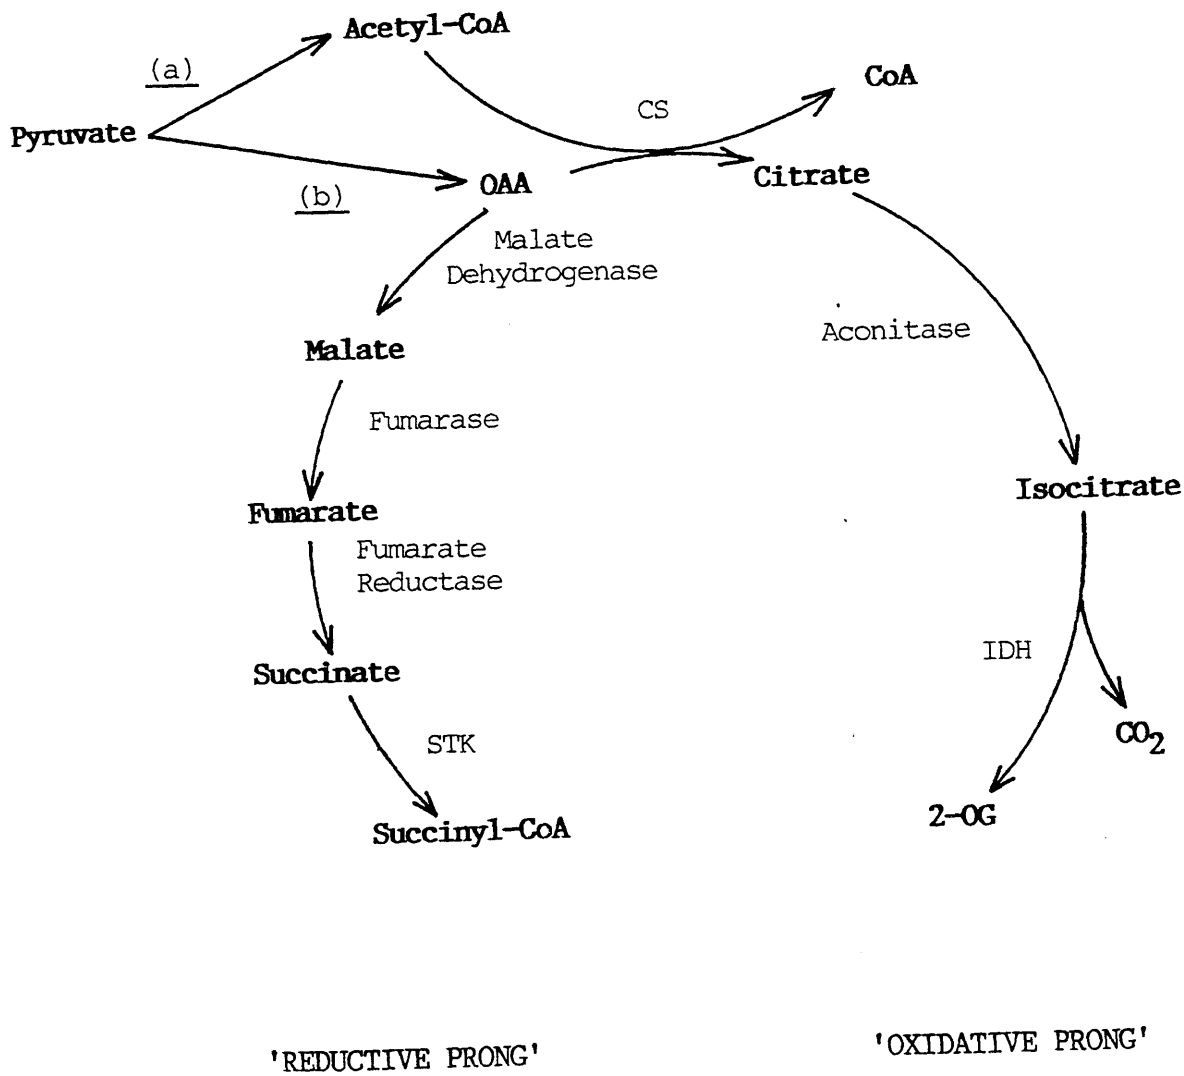 Acetyl-CoA
(a)
CoA
CS
Pyruvate
Citrate
OAA
(b)
Malate
Dehydrogenase
Aconitase
Malate
Fumarase
Isocitrate
Fumarate
Fumarate
Reductase
IDH
Succinate
CO2
STK
2-OG
Succinyl-CoA
'REDUCTIVE PRONG'
'OXIDATIVE PRONG'